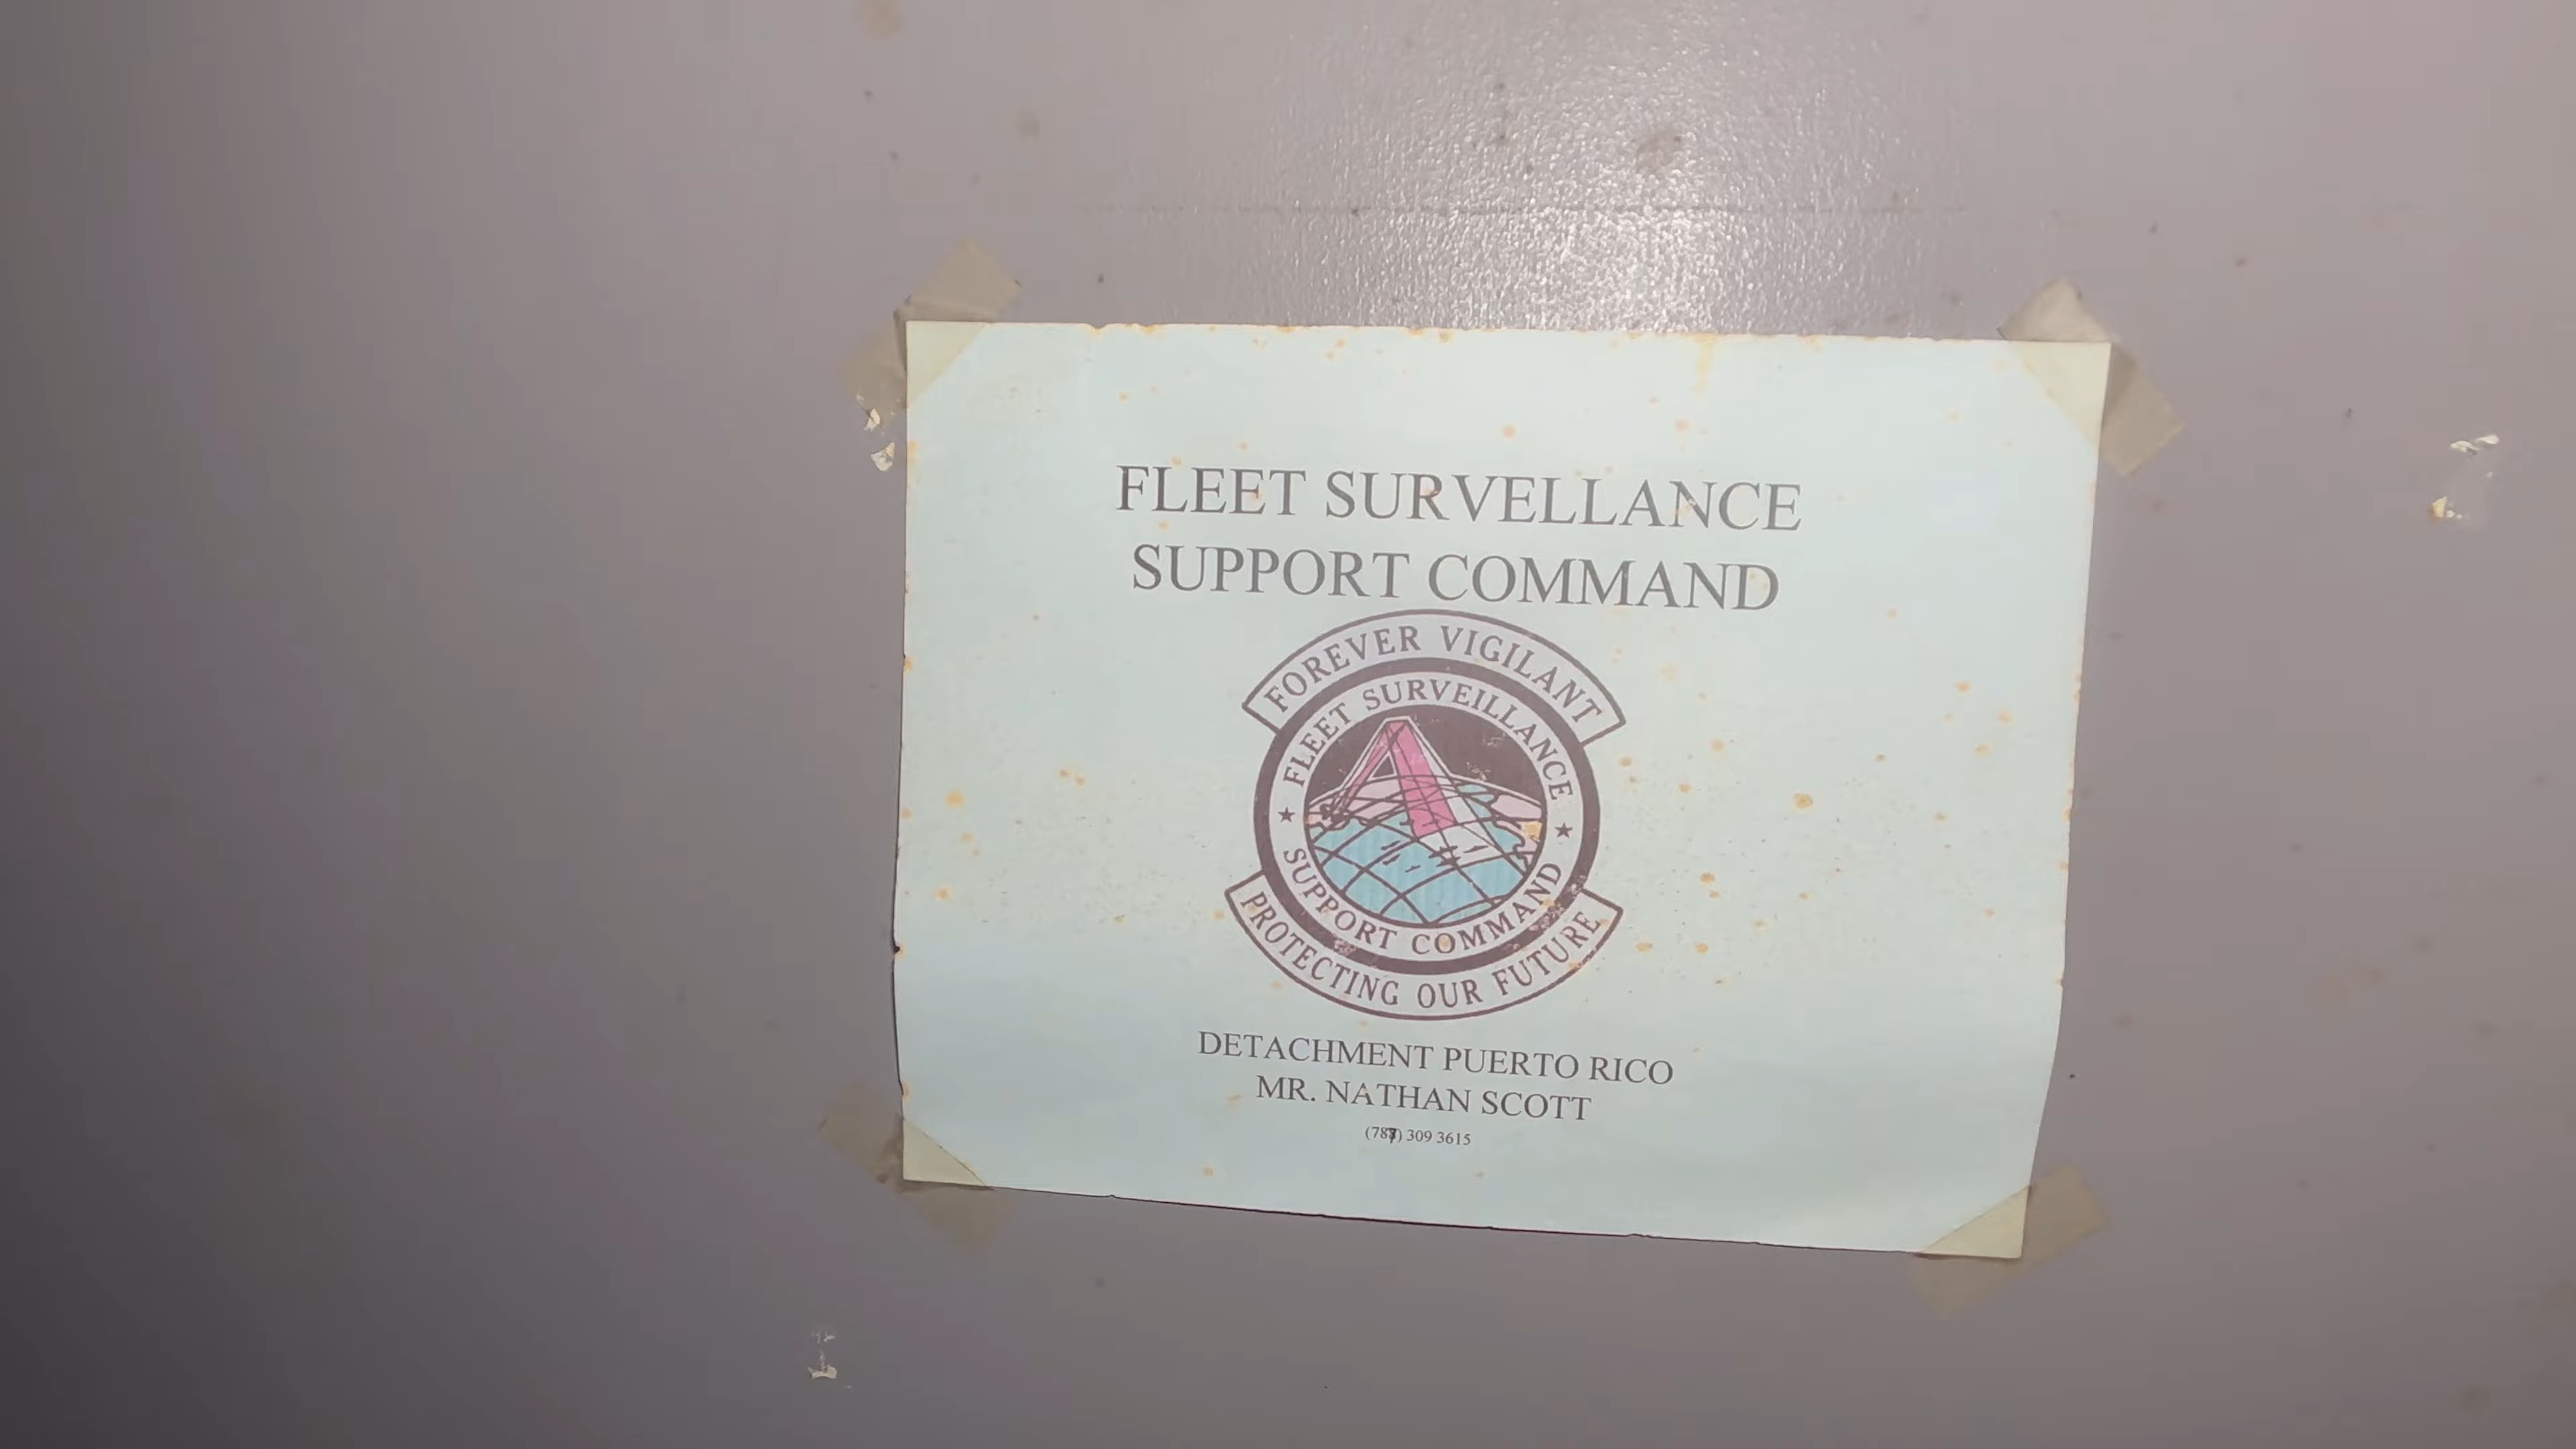 FLEET SURVELLANCE
SUPPORT COMMAND
FOREVER VIGILANT
FLEET SURVEILLANCE
SUPPORT COMMAND
PROTECTING OUR FUTURE
DETACHMENT PUERTO RICO
MR. NATHAN SCOTT
(787) 309 3615